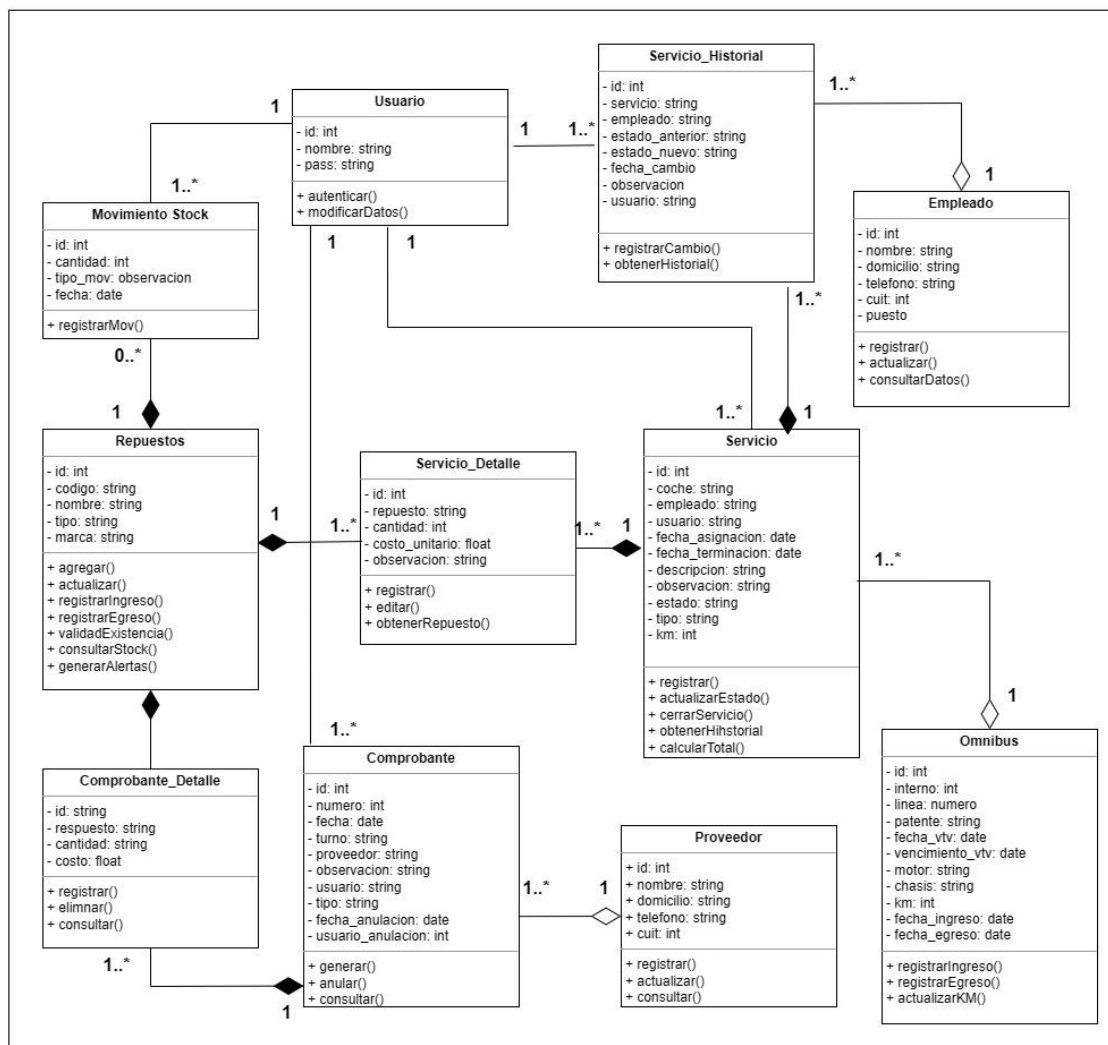 Servicio_Historial
- id: int
- servicio: string
- empleado: string
- estado_anterior: string
- estado_nuevo: string
- fecha_cambio
- observacion
- usuario: string
+ registrarCambio()
+ obtenerHistorial()
1..*
1
Usuario
- id: int
- nombre: string
- pass: string
+ autenticar()
+ modificarDatos()
1
1
1..*
1
1
1..*
Movimiento Stock
- id: int
- cantidad: int
- tipo_mov: observacion
- fecha: date
+ registrarMov()
0..*
1
Empleado
- id: int
- nombre: string
- domicilio: string
- telefono: string
- cuit: int
- puesto
+ registrar()
+ actualizar()
+ consultarDatos()
1..*
1..*
1
Repuestos
- id: int
- codigo: string
- nombre: string
- tipo: string
- marca: string
+ agregar()
+ actualizar()
+ registrarIngreso()
+ registrarEgreso()
+ validadExistencia()
+ consultarStock()
+ generarAlertas()
1
1..*
Servicio_Detalle
- id: int
- repuesto: string
- cantidad: int
- costo_unitario: float
- observacion: string
+ registrar()
+ editar()
+ obtenerRepuesto()
1..*
1
Servicio
- id: int
- coche: string
- empleado: string
- usuario: string
- fecha_asignacion: date
- fecha_terminacion: date
- descripcion: string
- observacion: string
- estado: string
- tipo: string
- km: int
+ registrar()
+ actualizarEstado()
+ cerrarServicio()
+ obtenerHihstorial
+ calcularTotal()
1..*
1
Omnibus
- id: int
- interno: int
- linea: numero
- patente: string
- fecha_vtv: date
- vencimiento_vtv: date
- motor: string
- chasis: string
- km: int
- fecha_ingreso: date
- fecha_egreso: date
+ registrarIngreso()
+ registrarEgreso()
+ actualizarKM()
Comprobante_Detalle
- id: string
- respuesto: string
- cantidad: string
- costo: float
+ registrar()
+ elimnar()
+ consultar()
1..*
1
1..*
Comprobante
- id: int
- numero: int
- fecha: date
- turno: string
- proveedor: string
- observacion: string
- usuario: string
- tipo: string
- fecha_anulacion: date
- usuario_anulacion: int
+ generar()
+ anular()
+ consultar()
1..*
1
Proveedor
+ id: int
+ nombre: string
+ domicilio: string
+ telefono: string
+ cuit: int
+ registrar()
+ actualizar()
+ consultar()